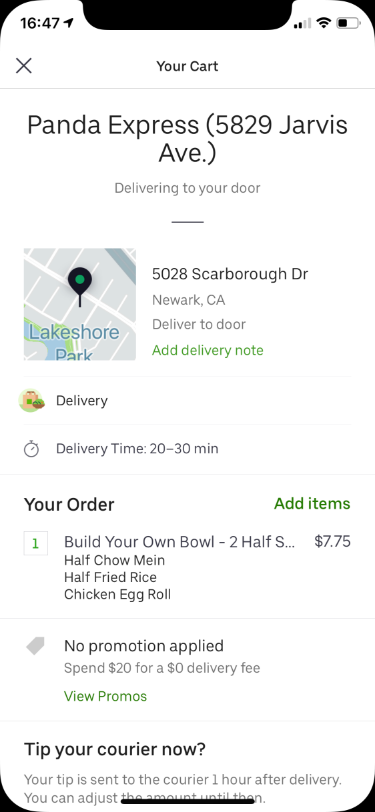 16:47
Your Cart
Panda Express (5829 Jarvis
Ave.)
Delivering to your door
5028 Scarborough Dr
Newark, CA
Deliver to door
Add delivery note
Lakeshore
Park
Delivery
Delivery Time: 20–30 min
Your Order
Add items
1
Build Your Own Bowl - 2 Half S...
$7.75
Half Chow Mein
Half Fried Rice
Chicken Egg Roll
No promotion applied
Spend $20 for a $0 delivery fee
View Promos
Tip your courier now?
Your tip is sent to the courier 1 hour after delivery.
You can adjust the amount until then.